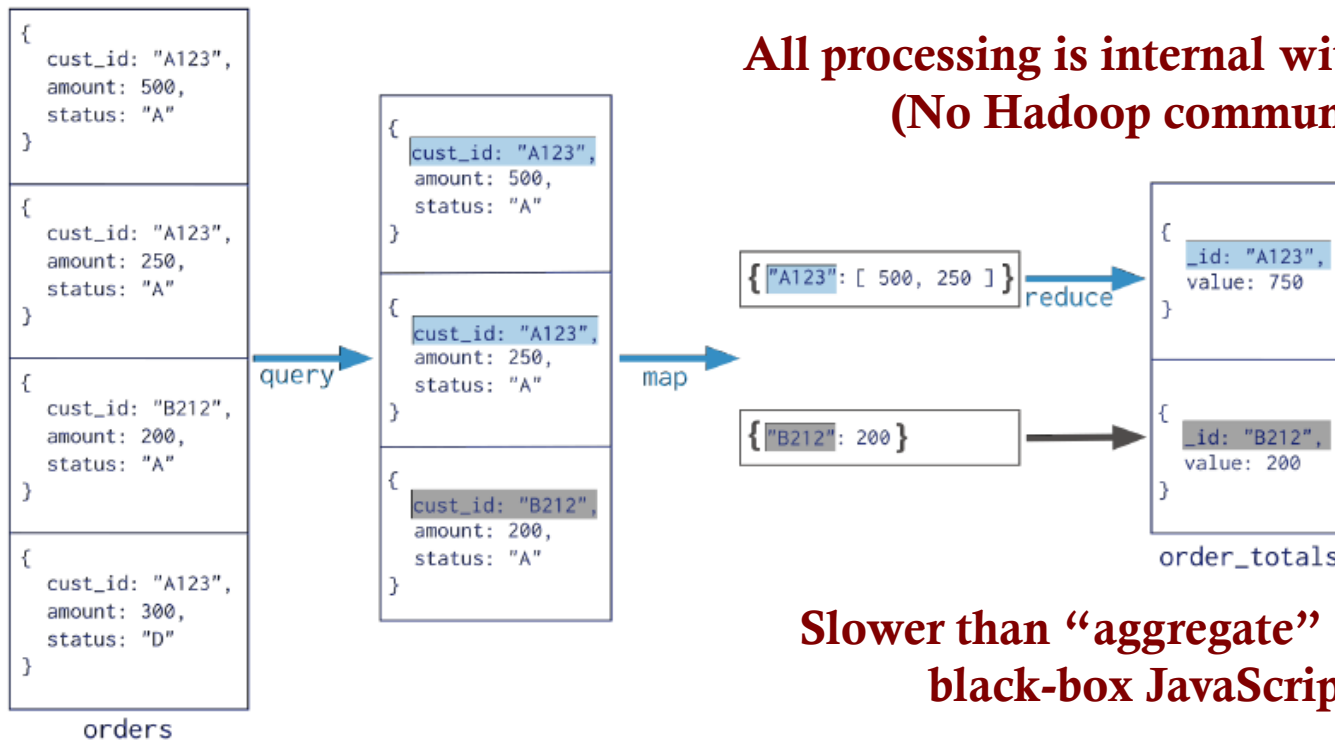 {
cust_id: "A123",
amount: 500,
status: "A"
}
{
cust_id: "A123",
amount: 250,
status: "A"
}
{
cust_id: "B212",
amount: 200,
status: "A"
}
{
cust_id: "A123",
amount: 300,
status: "D"
}
orders
query
{
cust_id: "A123",
amount: 500,
status: "A"
}
{
cust_id: "A123",
amount: 250,
status: "A"
}
{
cust_id: "B212",
amount: 200,
status: "A"
}
map
All processing is internal
(No Hadoop
{ "A123": [ 500, 250 ] }
reduce
{ "B212": 200 }
{
_id: "A123",
value: 750
}
{
_id: "B212",
value: 200
}
order_totals
Slower than “aggregate”
black-box